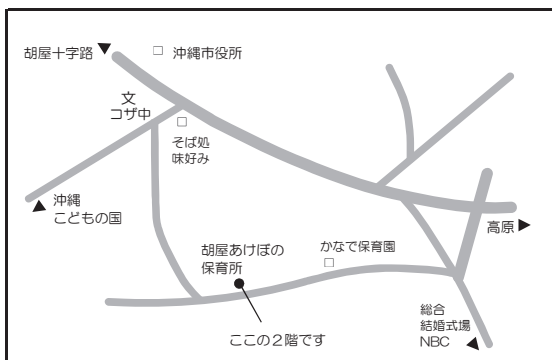 胡屋十字路
沖縄市役所
文
コザ中
そば処
味好み
沖縄
こどもの国
高原
胡屋あけぼの
保育所
かなで保育園
ここの2階です
総合
結婚式場
NBC